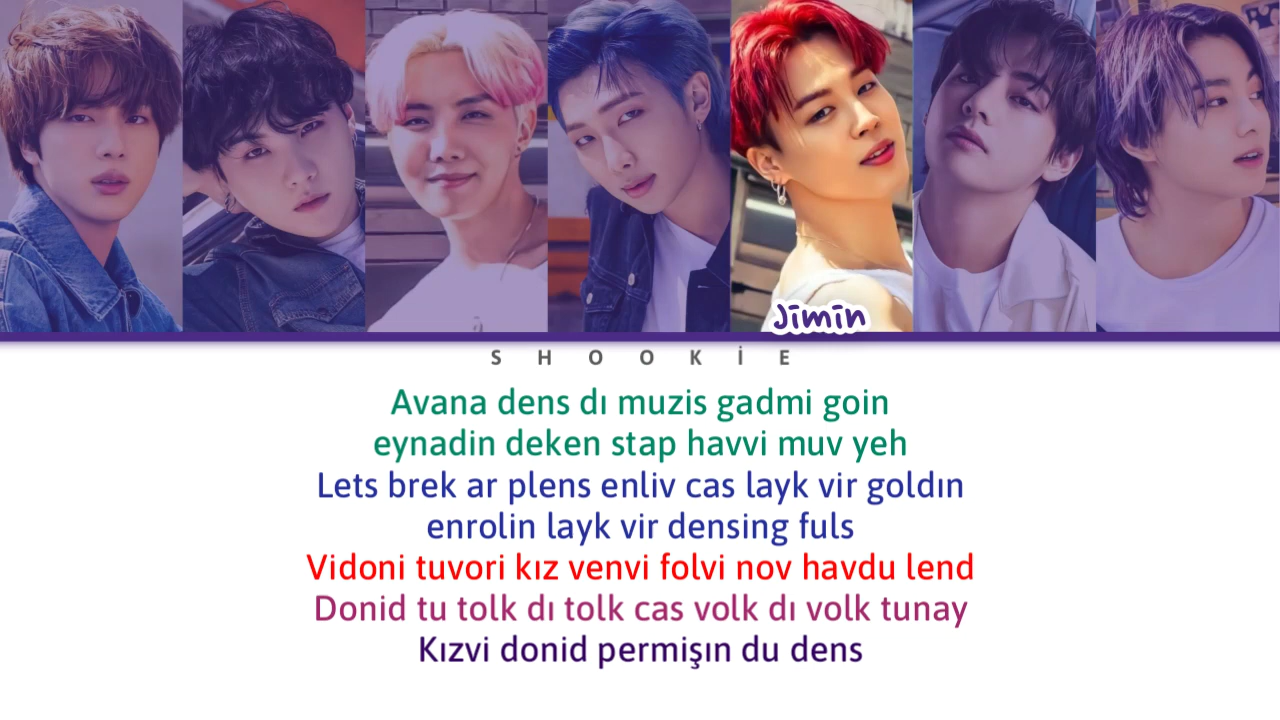 Jimin
SHOOKİE
Avana dens dı muzis gadmi goin
eynadin deken stap havvi muv yeh
Lets brek ar plens enliv cas layk vir goldın
enrolin layk vir densing fuls
Vidoni tuvori kız venvi folvi nov havdu lend
Donid tu tolk dı tolk cas volk dı volk tunay
Kızvi donid permişın du dens